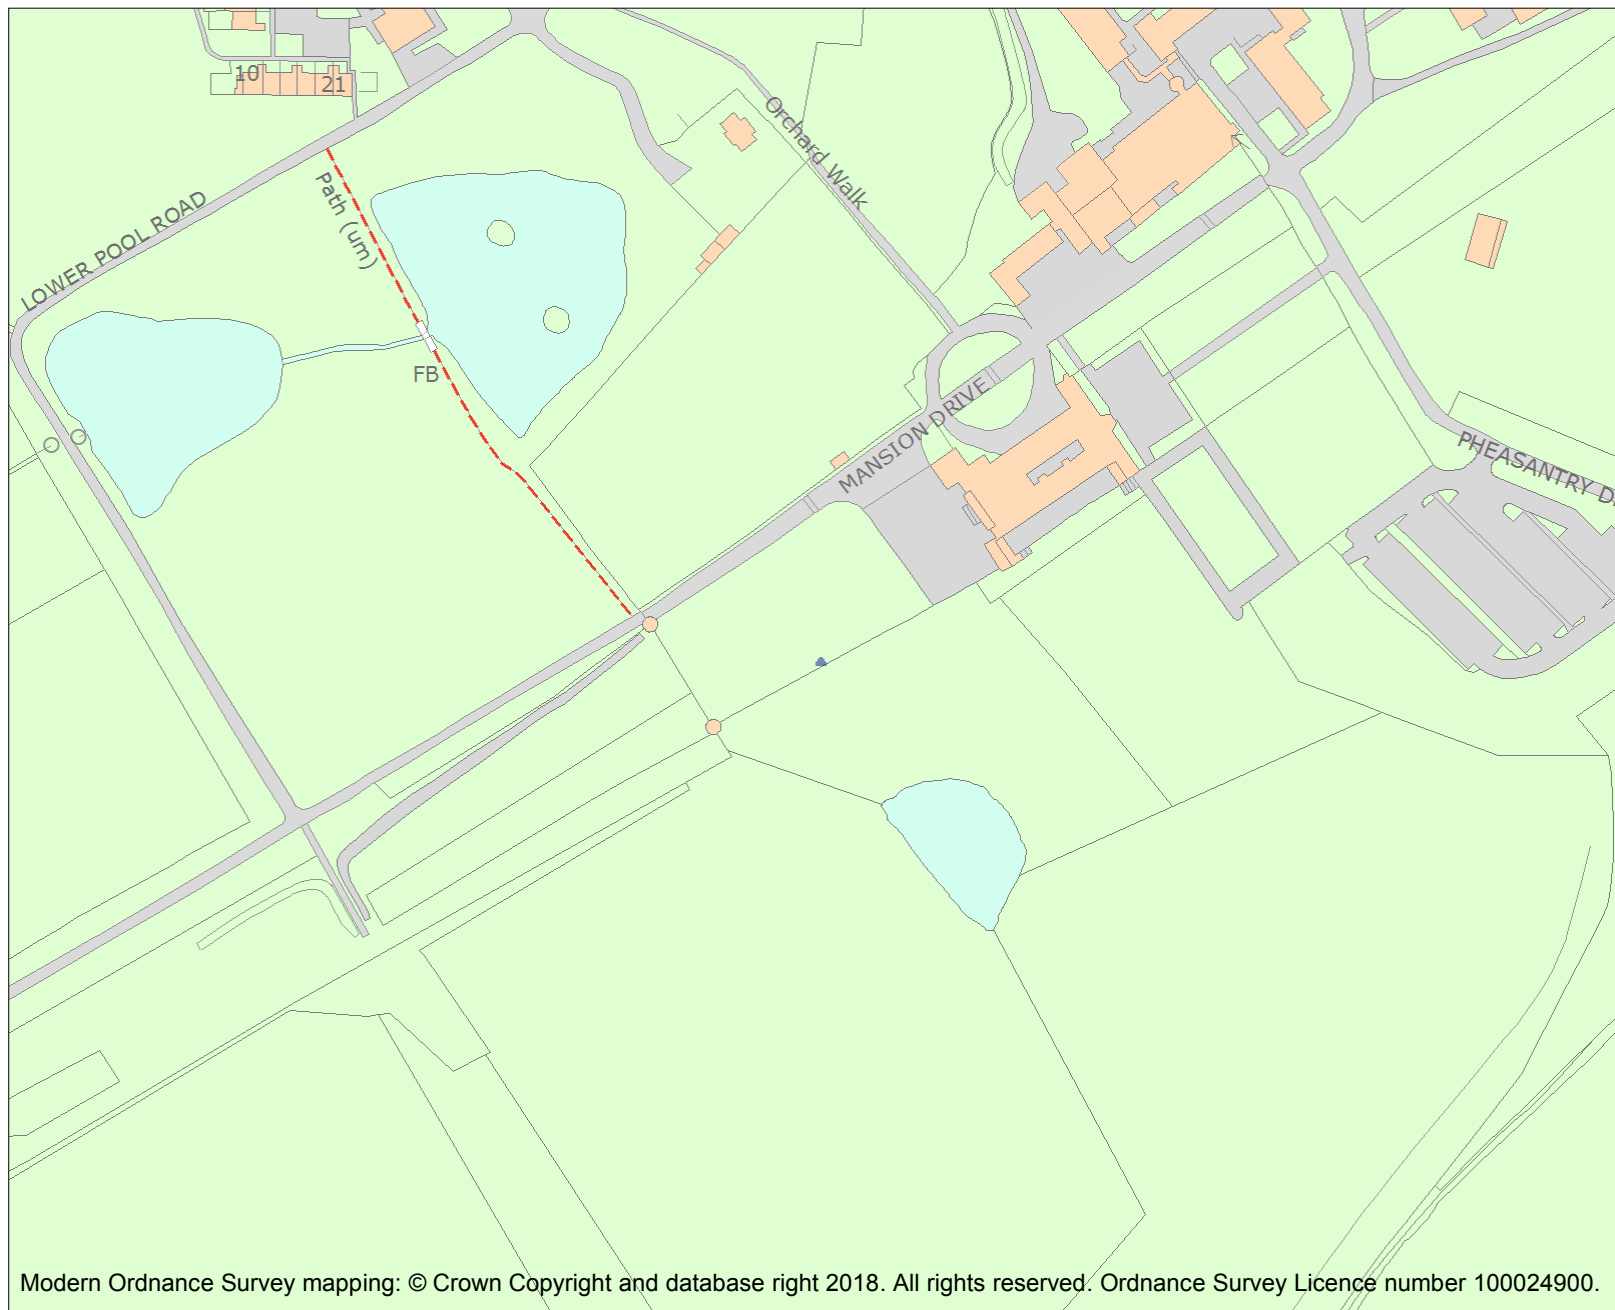 10
21
Orchard Walk
Path (um)
LOWER POOL ROAD
FB
MANSION DRIVE
PHEASANTRY D
Modern Ordnance Survey mapping: © Crown Copyright and database right 2018. All rights reserved. Ordnance Survey Licence number 100024900.